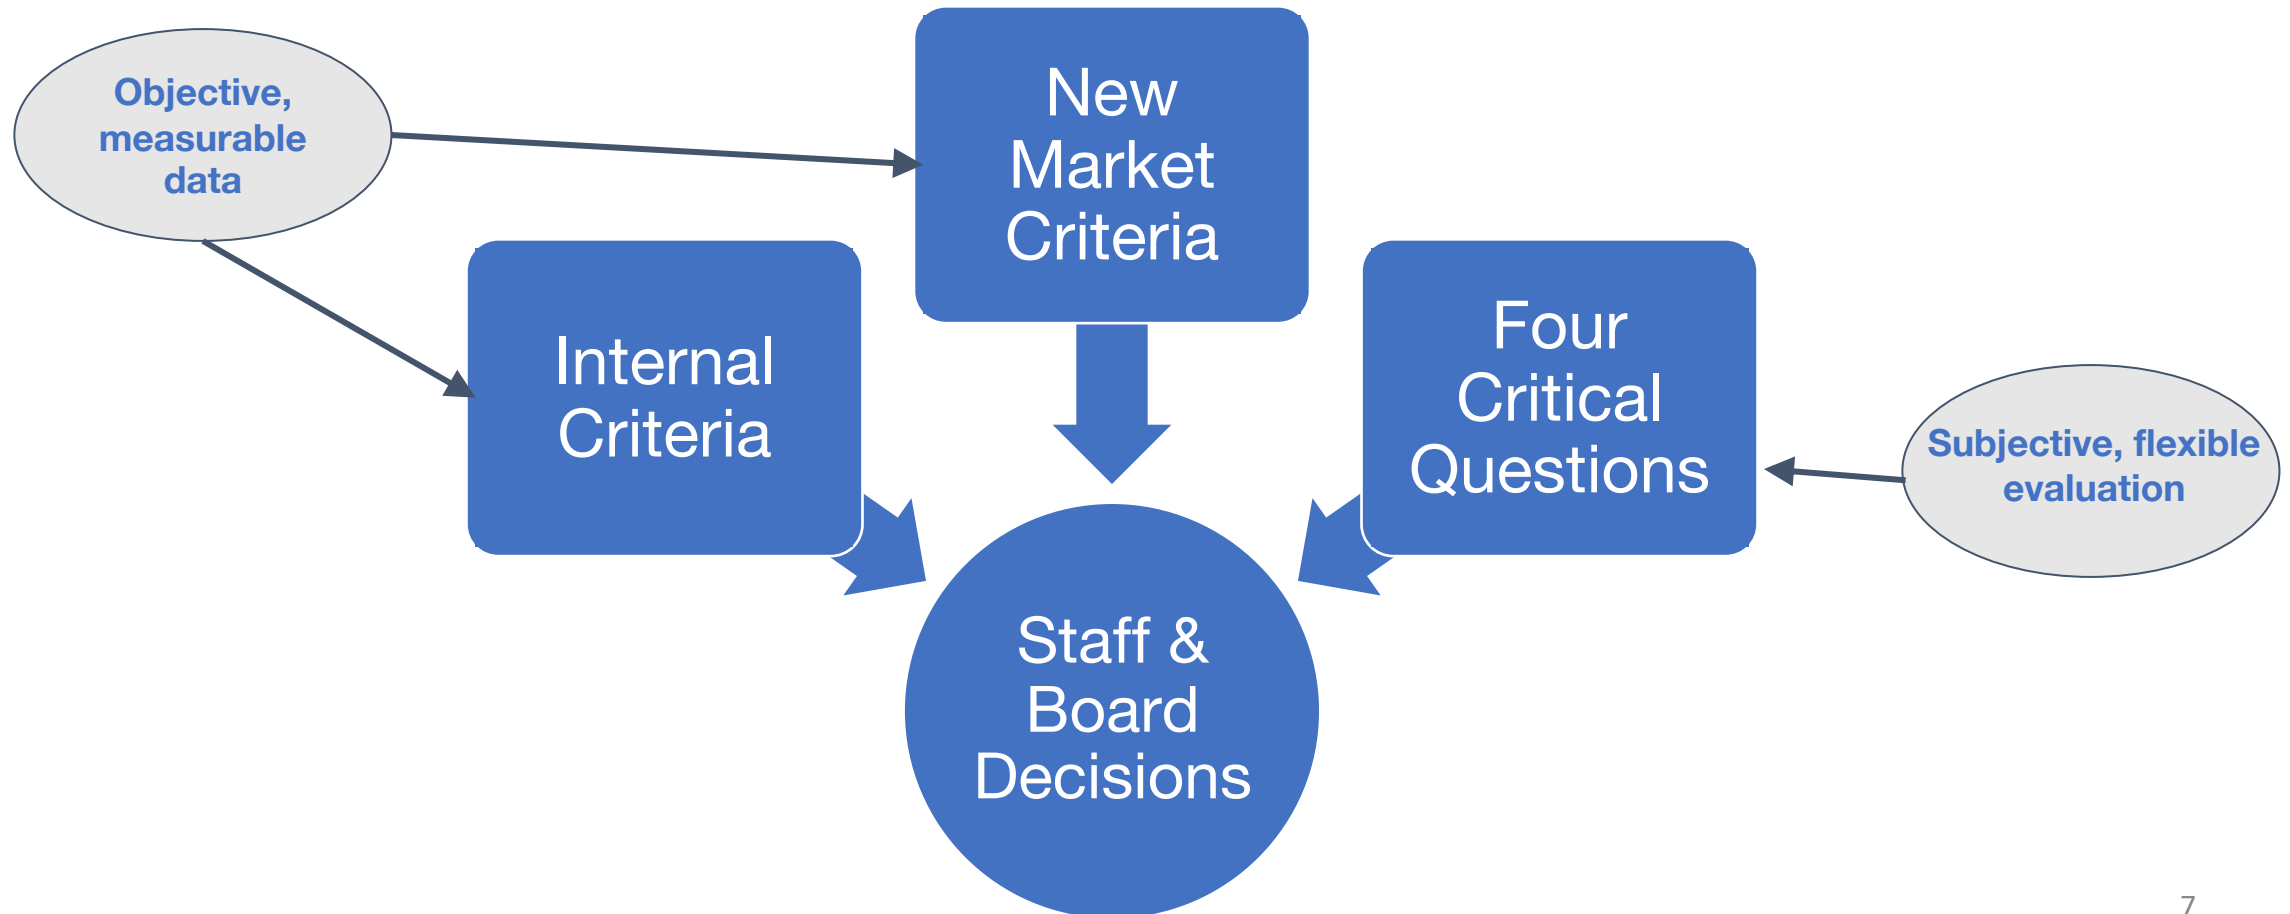 Objective,
measurable
data
New
Market
Criteria
Internal
Criteria
Four
Critical
Questions
Subjective, flexible
evaluation
Staff &
Board
Decisions
7